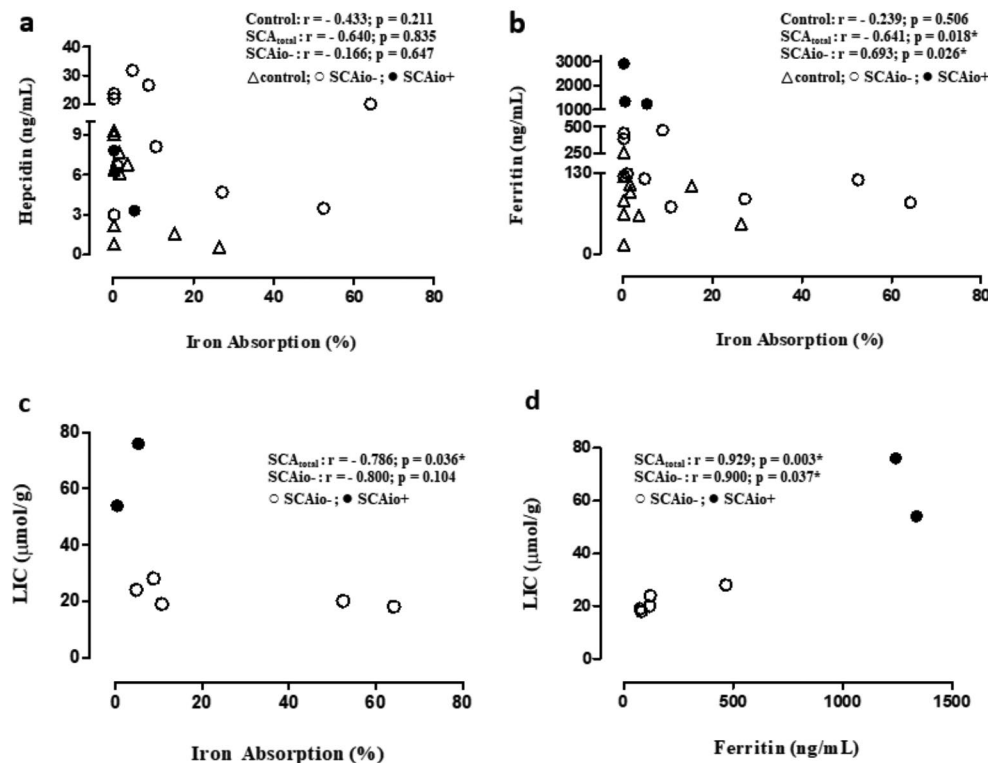 a
Control: r = - 0.433; p = 0.211
SCAtotal : r = - 0.640; p = 0.835
SCAio- : r = - 0.166; p = 0.647
△control; ○ SCAio- ; ● SCAio+
Hepcidin (ng/mL)
40
30
20
9
6
3
0
0 20 40 60 80
Iron Absorption (%)
b
Control: r = - 0.239; p = 0.506
SCAtotal : r = - 0.641; p = 0.018*
SCAio- : r = 0.693; p = 0.026*
△control; ○ SCAio- ; ● SCAio+
Ferritin (ng/mL)
3000
2000
1000
500
250
130
0
0 20 40 60 80
Iron Absorption (%)
c
SCAtotal : r = - 0.786; p = 0.036*
SCAio- : r = - 0.800; p = 0.104
○ SCAio- ; ● SCAio+
LIC (μmol/g)
80
60
40
20
0
0 20 40 60 80
Iron Absorption (%)
d
SCAtotal : r = 0.929; p = 0.003*
SCAio- : r = 0.900; p = 0.037*
○ SCAio- ; ● SCAio+
LIC (μmol/g)
80
60
40
20
0
0 500 1000 1500
Ferritin (ng/mL)